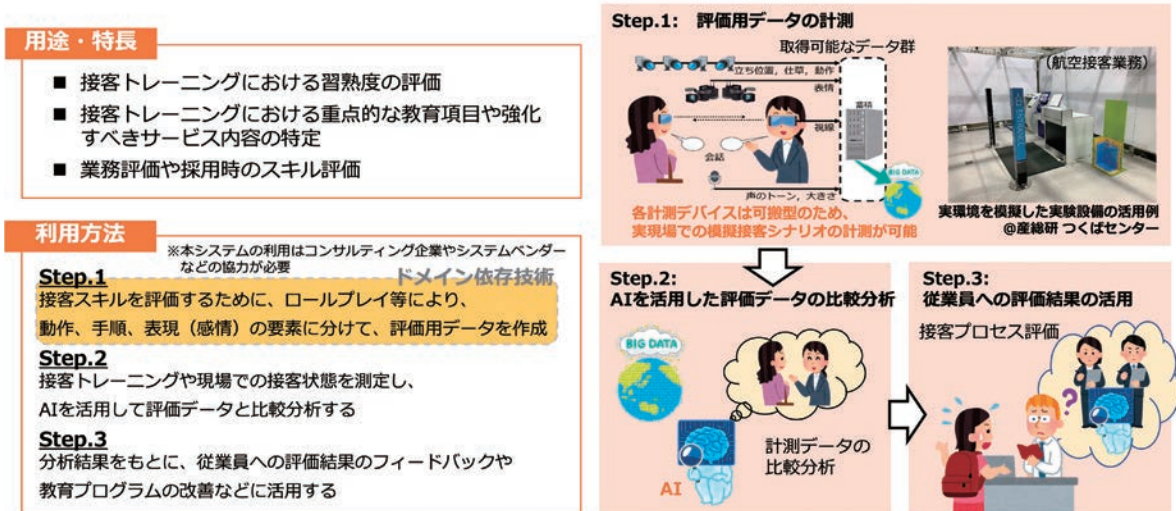 用途・特長
■ 接客トレーニングにおける習熟度の評価
■ 接客トレーニングにおける重点的な教育項目や強化
すべきサービス内容の特定
■ 業務評価や採用時のスキル評価
利用方法
※本システムの利用はコンサルティング企業やシステムベンダー
などの協力が必要
ドメイン依存技術
Step.1
接客スキルを評価するために、ロールプレイ等により、
動作、手順、表現（感情）の要素に分けて、評価用データを作成
Step.2
接客トレーニングや現場での接客状態を測定し、
AIを活用して評価データと比較分析する
Step.3
分析結果をもとに、従業員への評価結果のフィードバックや
教育プログラムの改善などに活用する
Step.1: 評価用データの計測
取得可能なデータ群
立ち位置，仕草，動作
表情
蓄積
視線
会話
BIG DATA
声のトーン，大きさ
各計測デバイスは可搬型のため、
実現場での模擬接客シナリオの計測が可能
（航空接客業務）
実環境を模擬した実験設備の活用例
@産総研 つくばセンター
Step.2:
AIを活用した評価データの比較分析
BIG DATA
計測データの
比較分析
AI
Step.3:
従業員への評価結果の活用
接客プロセス評価
?